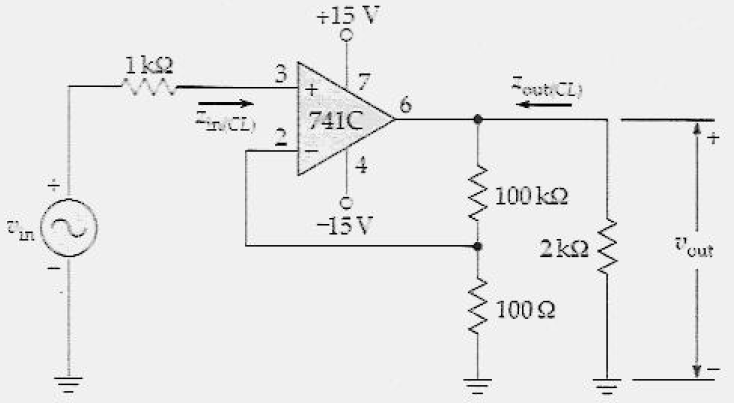 +15 V
1 kΩ
3
+
7
z_in(CL)
741C
6
z_out(CL)
2
−
4
−15 V
100 kΩ
+
v_in
−
2 kΩ
+
v_out
−
100 Ω